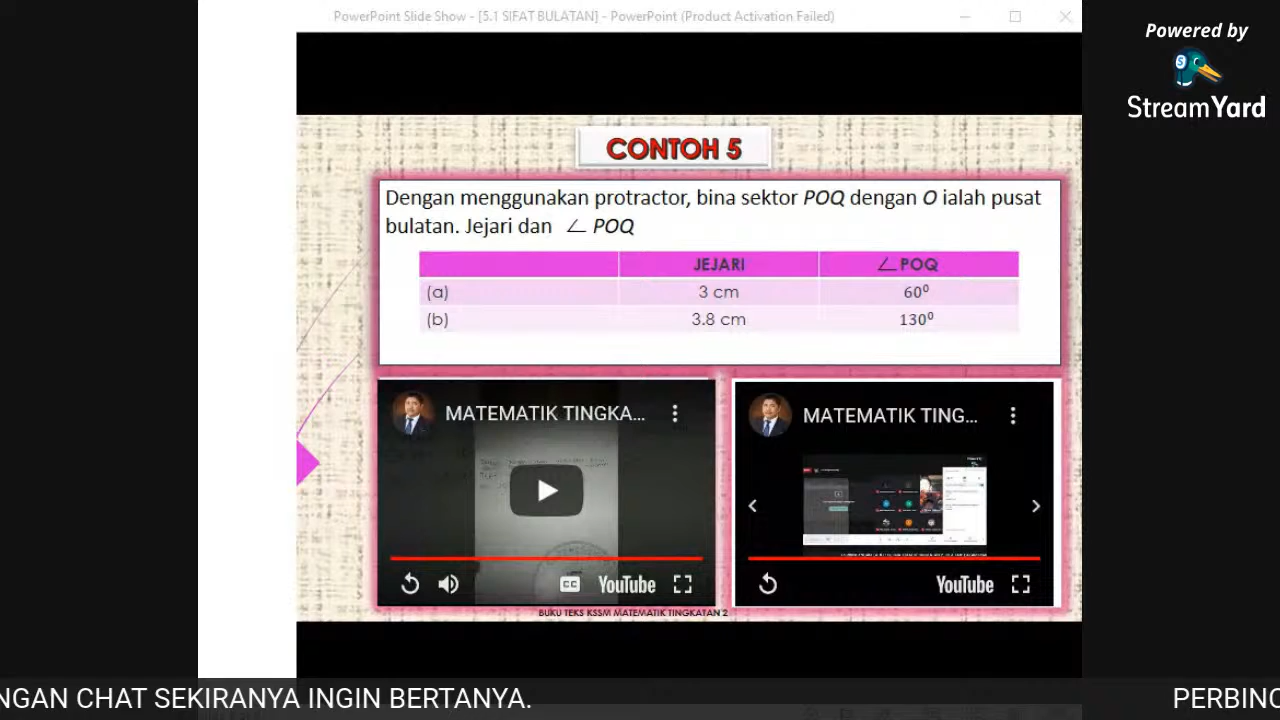 PowerPoint Slide Show - [5.1 SIFAT BULATAN] - PowerPoint (Product Activation Failed)
Powered by
StreamYard
CONTOH 5
Dengan menggunakan protractor, bina sektor POQ dengan O ialah pusat
bulatan. Jejari dan ∠ POQ
JEJARI ∠POQ
(a) 3 cm 60⁰
(b) 3.8 cm 130⁰
MATEMATIK TINGKA...
MATEMATIK TING...
CC YouTube
YouTube
BUKU TEKS KSSM MATEMATIK TINGKATAN 2
NGAN CHAT SEKIRANYA INGIN BERTANYA. PERBINC